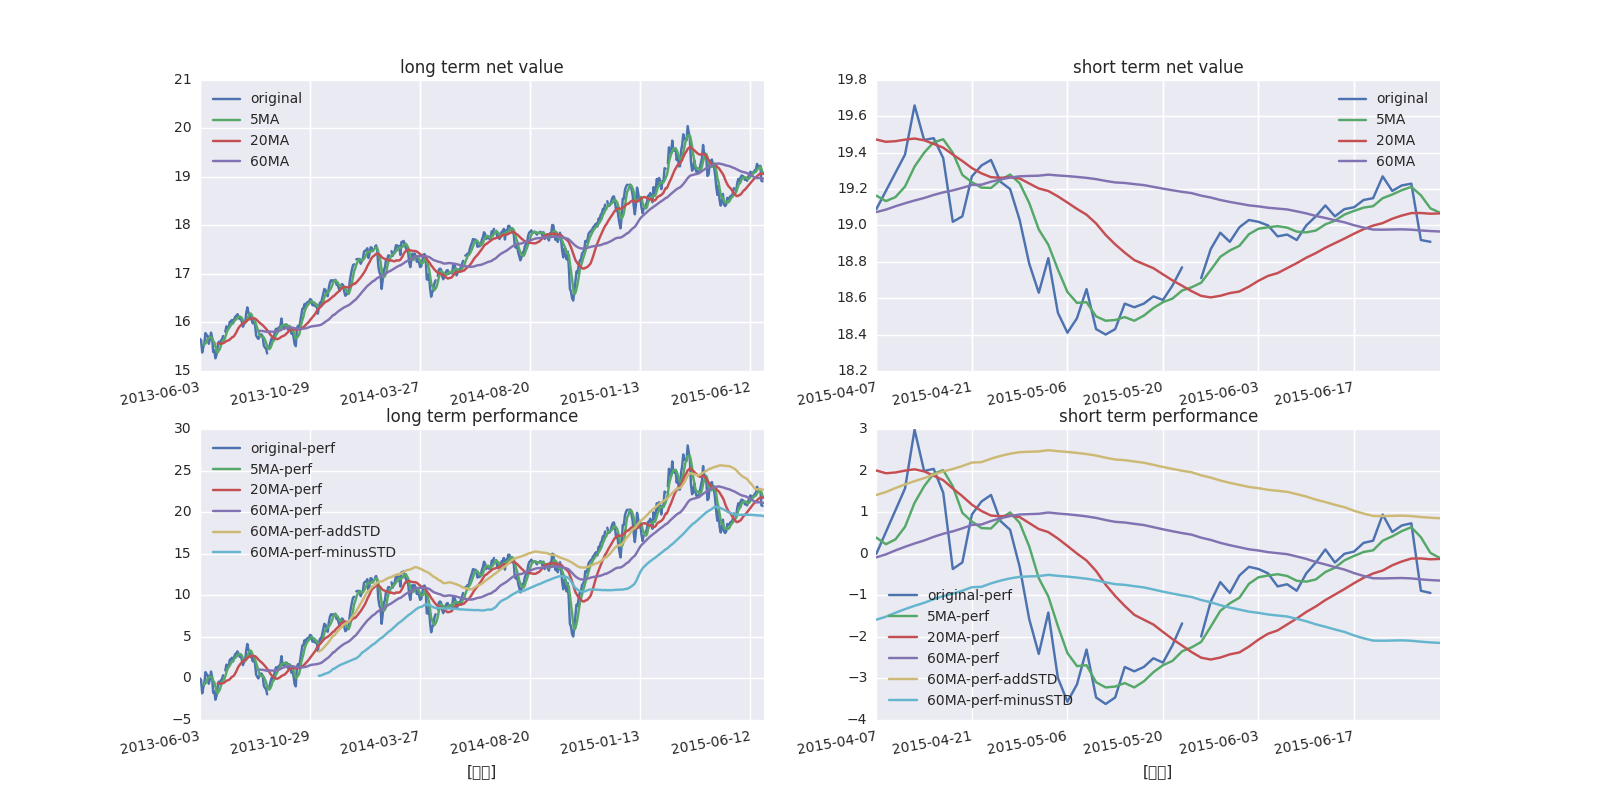 long term net value
21
20
19
18
17
16
15
original
5MA
20MA
60MA
2013-06-03
2013-10-29
2014-03-27
2014-08-20
2015-01-13
2015-06-12
short term net value
19.8
19.6
19.4
19.2
19.0
18.8
18.6
18.4
18.2
original
5MA
20MA
60MA
2015-04-07
2015-04-21
2015-05-06
2015-05-20
2015-06-03
2015-06-17
long term performance
30
25
20
15
10
5
0
−5
original-perf
5MA-perf
20MA-perf
60MA-perf
60MA-perf-addSTD
60MA-perf-minusSTD
2013-06-03
2013-10-29
2014-03-27
2014-08-20
2015-01-13
2015-06-12
short term performance
3
2
1
0
−1
−2
−3
−4
original-perf
5MA-perf
20MA-perf
60MA-perf
60MA-perf-addSTD
60MA-perf-minusSTD
2015-04-07
2015-04-21
2015-05-06
2015-05-20
2015-06-03
2015-06-17